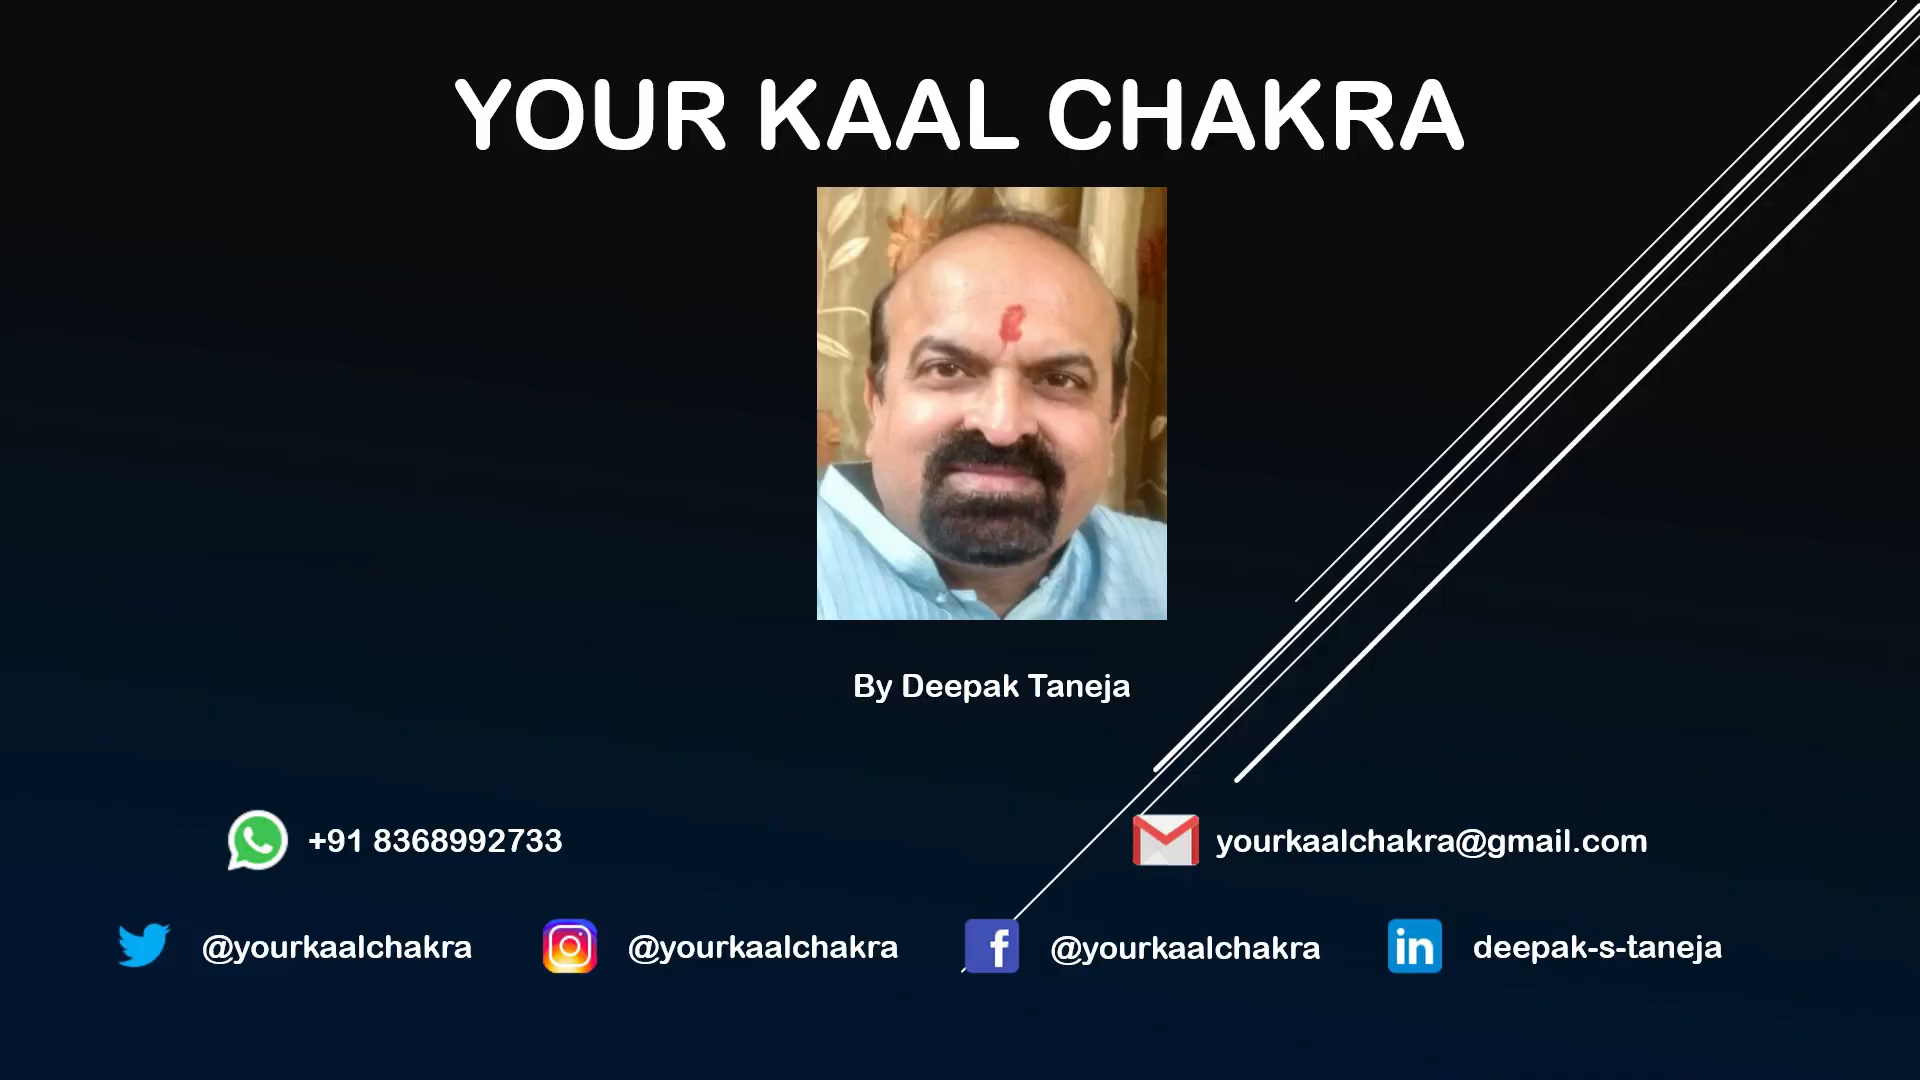 YOUR KAAL CHAKRA
By Deepak Taneja
+91 8368992733
yourkaalchakra@gmail.com
@yourkaalchakra
@yourkaalchakra
@yourkaalchakra
deepak-s-taneja